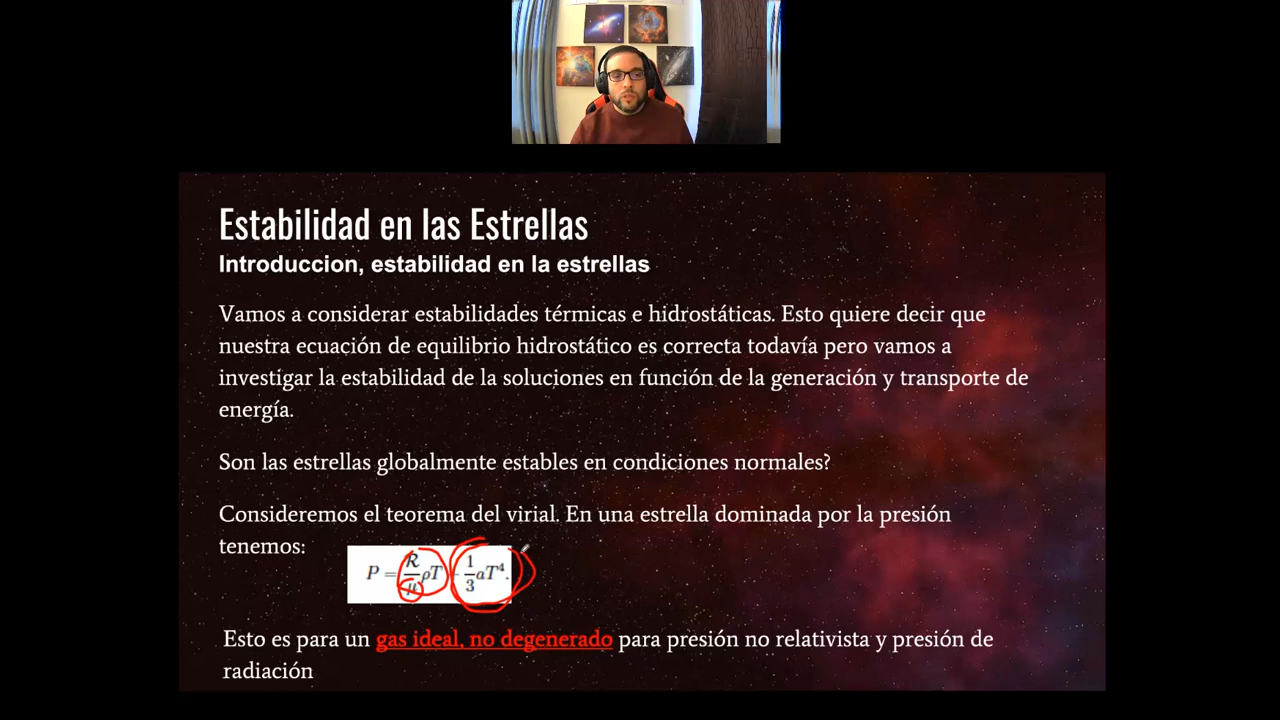 Estabilidad en las Estrellas
Introduccion, estabilidad en la estrellas
Vamos a considerar estabilidades térmicas e hidrostáticas. Esto quiere decir que
nuestra ecuación de equilibrio hidrostático es correcta todavía pero vamos a
investigar la estabilidad de la soluciones en función de la generación y transporte de
energía.
Son las estrellas globalmente estables en condiciones normales?
Consideremos el teorema del virial. En una estrella dominada por la presión
tenemos:
P = ℛ/μ ρT + 1/3 aT⁴.
Esto es para un gas ideal, no degenerado para presión no relativista y presión de
radiación